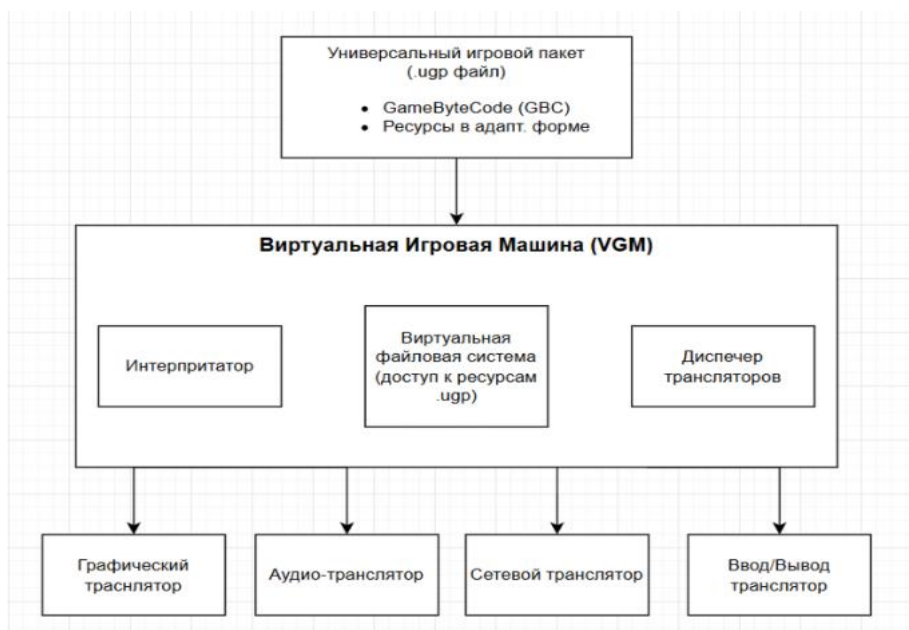 Универсальный игровой пакет
(.ugp файл)
• GameByteCode (GBC)
• Ресурсы в адапт. форме
Виртуальная Игровая Машина (VGM)
Интерпритатор
Виртуальная
файловая система
(доступ к ресурсам
.ugp)
Диспечер
трансляторов
Графический
траснлятор
Аудио-транслятор
Сетевой транслятор
Ввод/Вывод
транслятор